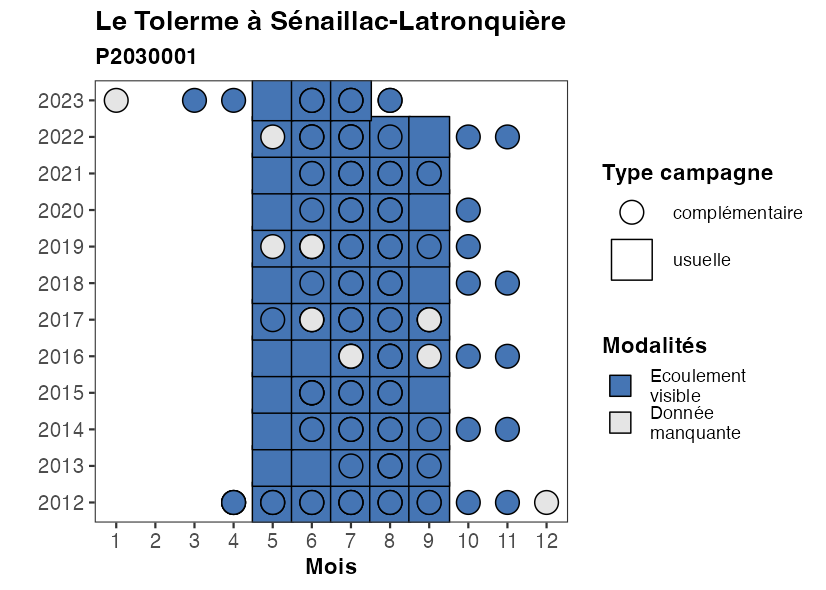 Le Tolerme à Sénaillac-Latronquière
P2030001
2023
2022
2021
2020
2019
2018
2017
2016
2015
2014
2013
2012
1 2 3 4 5 6 7 8 9 10 11 12
Mois
Type campagne
complémentaire
usuelle
Modalités
Ecoulement
visible
Donnée
manquante